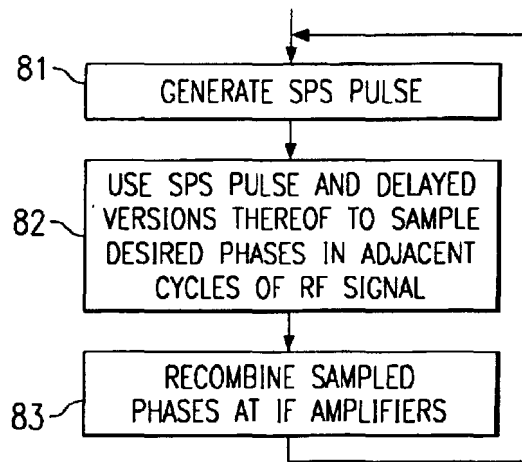 81
GENERATE SPS PULSE
82
USE SPS PULSE AND DELAYED
VERSIONS THEREOF TO SAMPLE
DESIRED PHASES IN ADJACENT
CYCLES OF RF SIGNAL
83
RECOMBINE SAMPLED
PHASES AT IF AMPLIFIERS